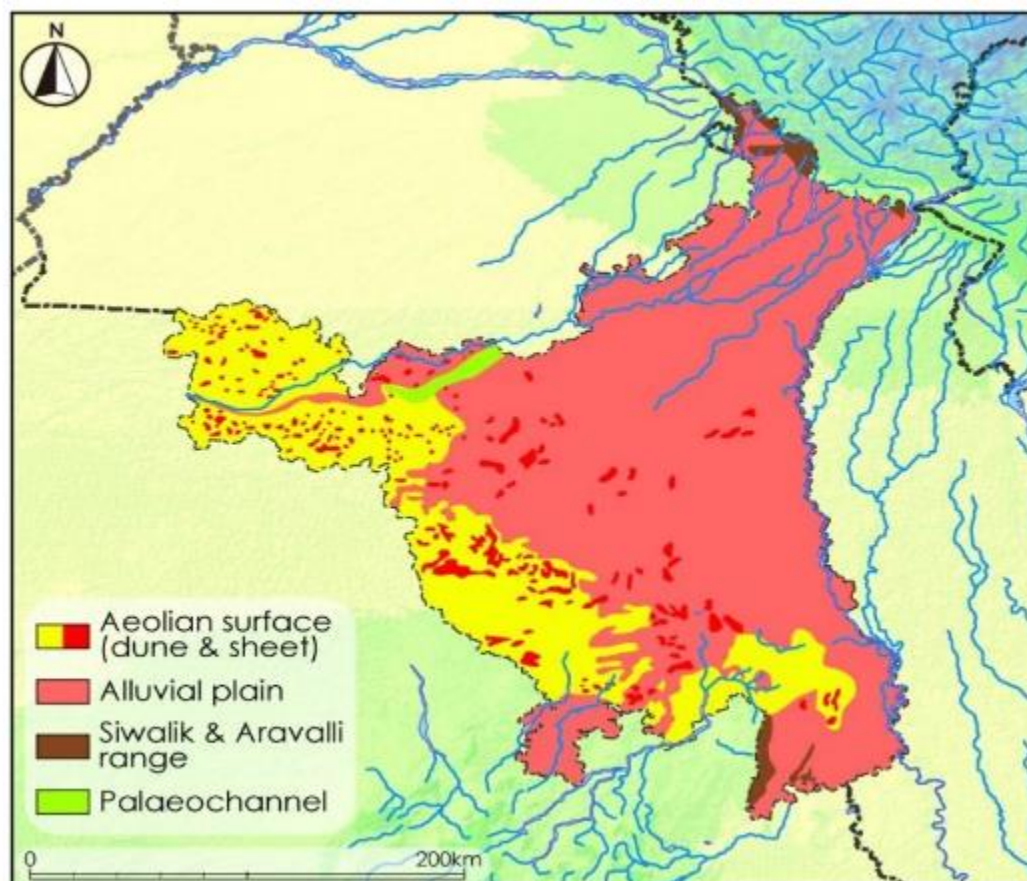 N
Aeolian surface
(dune & sheet)
Alluvial plain
Siwalik & Aravalli
range
Palaeochannel
0 200km